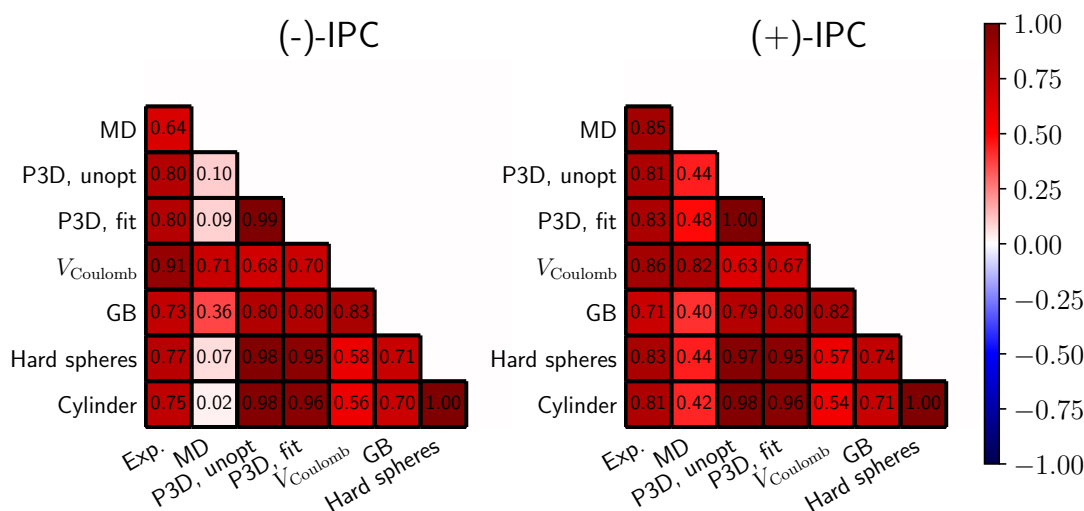 (-)-IPC
MD
0.64
P3D, unopt
0.80 0.10
P3D, fit
0.80 0.09 0.99
V_Coulomb
0.91 0.71 0.68 0.70
GB
0.73 0.36 0.80 0.80 0.83
Hard spheres
0.77 0.07 0.98 0.95 0.58 0.71
Cylinder
0.75 0.02 0.98 0.96 0.56 0.70 1.00
Exp.
MD
P3D, unopt
P3D, fit
V_Coulomb
GB
Hard spheres
(+)-IPC
MD
0.85
P3D, unopt
0.81 0.44
P3D, fit
0.83 0.48 1.00
V_Coulomb
0.86 0.82 0.63 0.67
GB
0.71 0.40 0.79 0.80 0.82
Hard spheres
0.83 0.44 0.97 0.95 0.57 0.74
Cylinder
0.81 0.42 0.98 0.96 0.54 0.71 1.00
Exp.
MD
P3D, unopt
P3D, fit
V_Coulomb
GB
Hard spheres
1.00
0.75
0.50
0.25
0.00
−0.25
−0.50
−0.75
−1.00